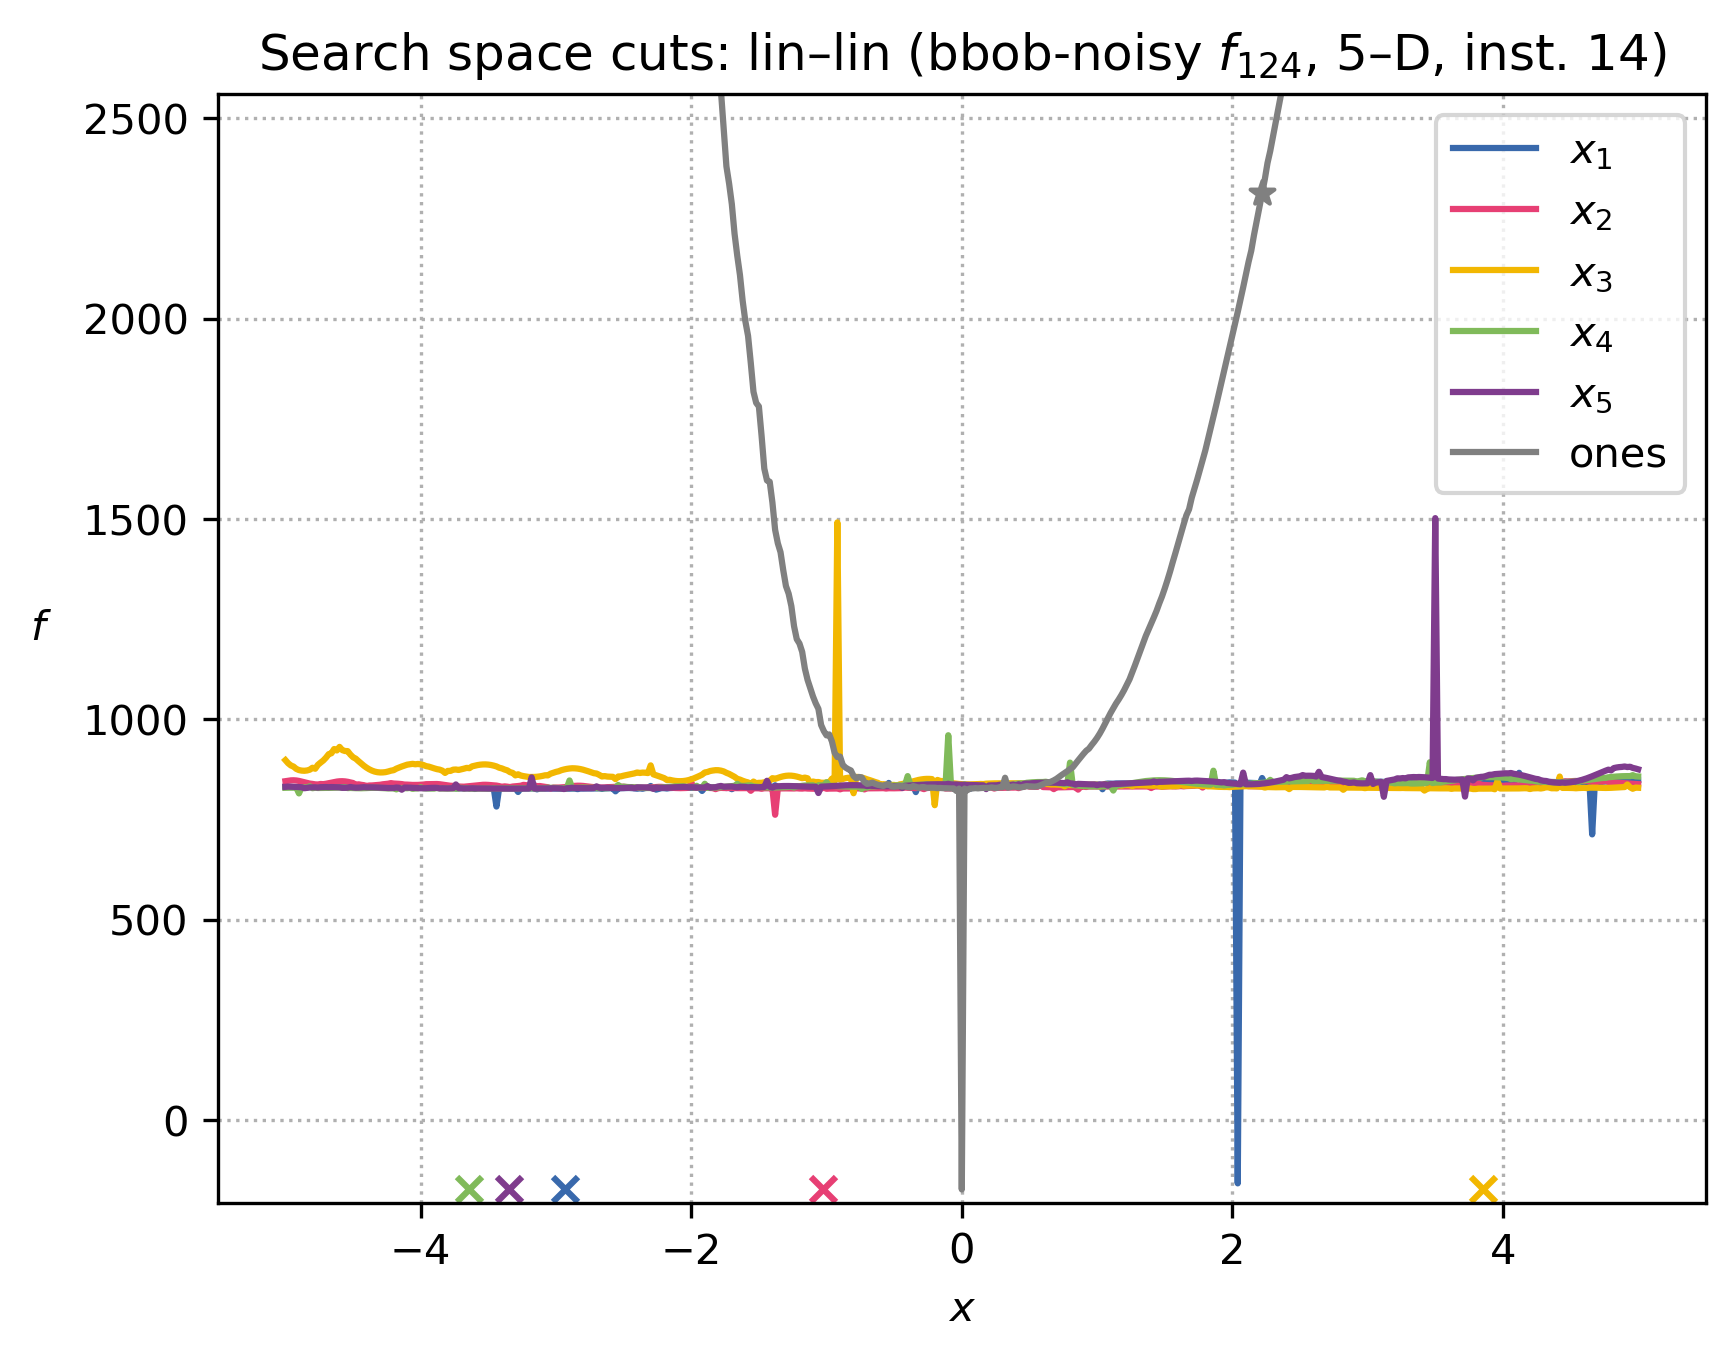 Search space cuts: lin–lin (bbob-noisy f₁₂₄, 5–D, inst. 14)
2500
2000
1500
1000
500
0
f
x₁
x₂
x₃
x₄
x₅
ones
−4 −2 0 2 4
x